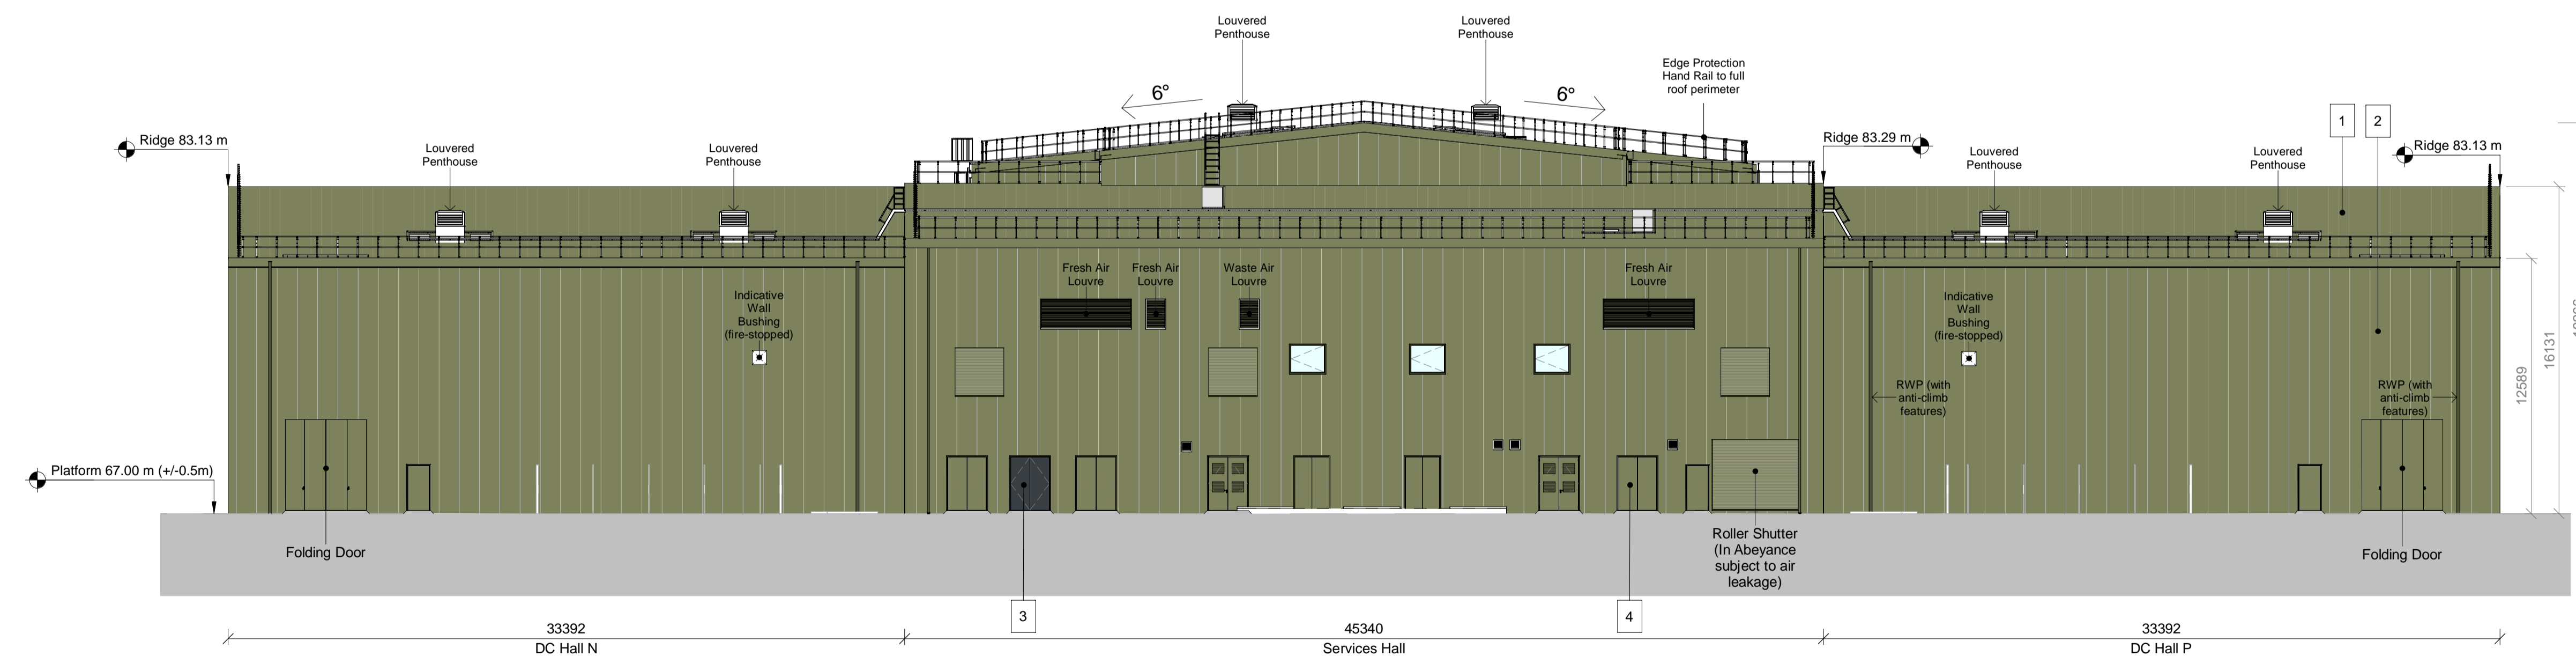 Louvered
Penthouse
Louvered
Penthouse
Edge Protection
Hand Rail to full
roof perimeter
6°
6°
1
2
Ridge 83.13 m
Louvered
Penthouse
Louvered
Penthouse
Ridge 83.29 m
Louvered
Penthouse
Louvered
Penthouse
Ridge 83.13 m
Fresh Air
Louvre
Fresh Air
Louvre
Waste Air
Louvre
Fresh Air
Louvre
Indicative
Wall
Bushing
(fire-stopped)
Indicative
Wall
Bushing
(fire-stopped)
RWP (with
anti-climb
features)
RWP (with
anti-climb
features)
12589
16131
Platform 67.00 m (+/-0.5m)
Folding Door
Roller Shutter
(In Abeyance
subject to air
leakage)
Folding Door
3
4
33392
DC Hall N
45340
Services Hall
33392
DC Hall P